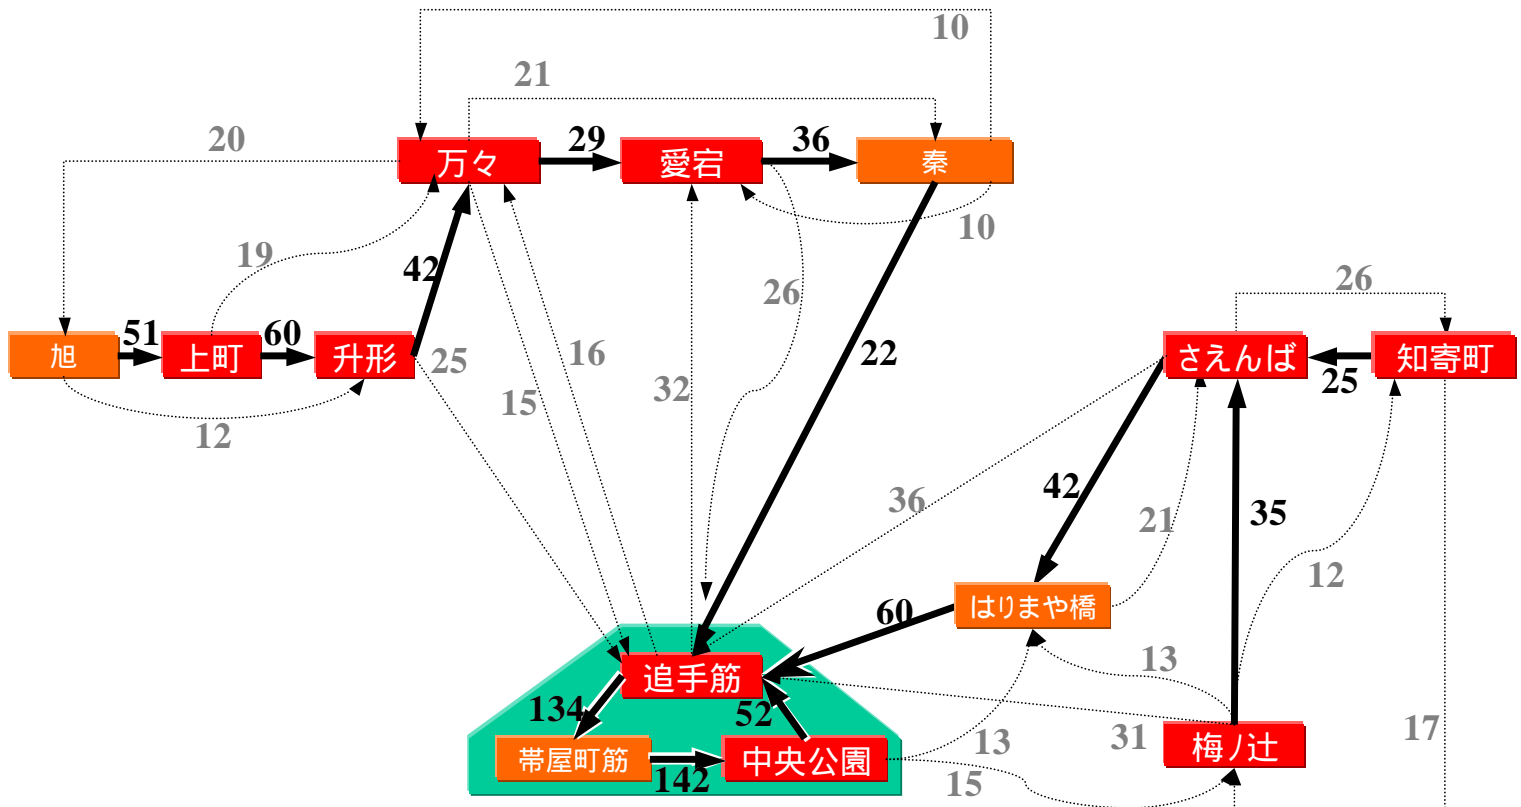 10
21
20
29
36
万々
愛宕
秦
10
19
42
26
26
51
60
旭
上町
升形
25
16
22
さえんば
知寄町
25
32
15
12
36
42
21
35
12
はりまや橋
60
13
追手筋
134
52
13
31
17
梅ノ辻
帯屋町筋
中央公園
142
15